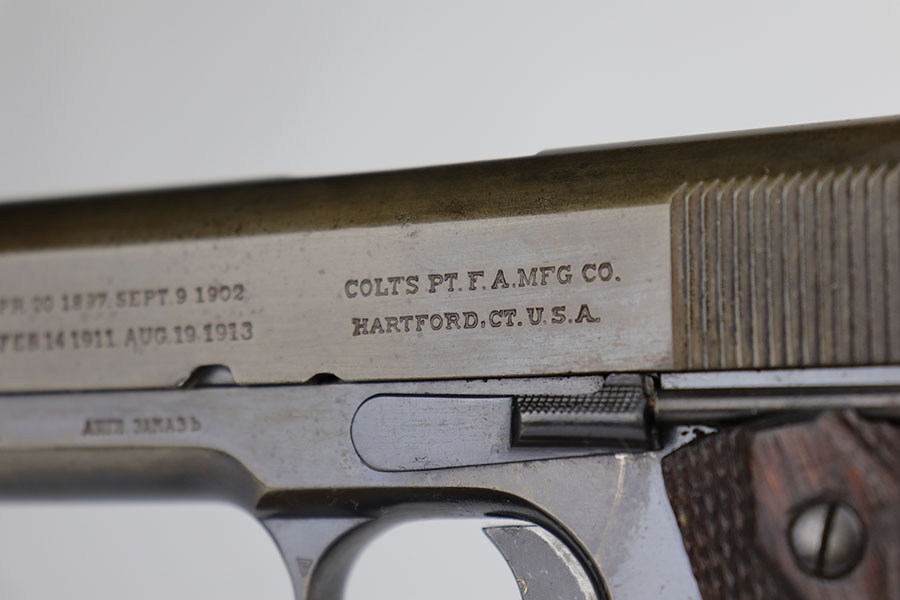 APR 20 1897. SEPT. 9 1902
FEB. 14 1911 AUG. 19. 1913
COLT'S PT. F. A. MFG CO.
HARTFORD. CT. U. S. A.
АНГЛ. ЗАКАЗЪ